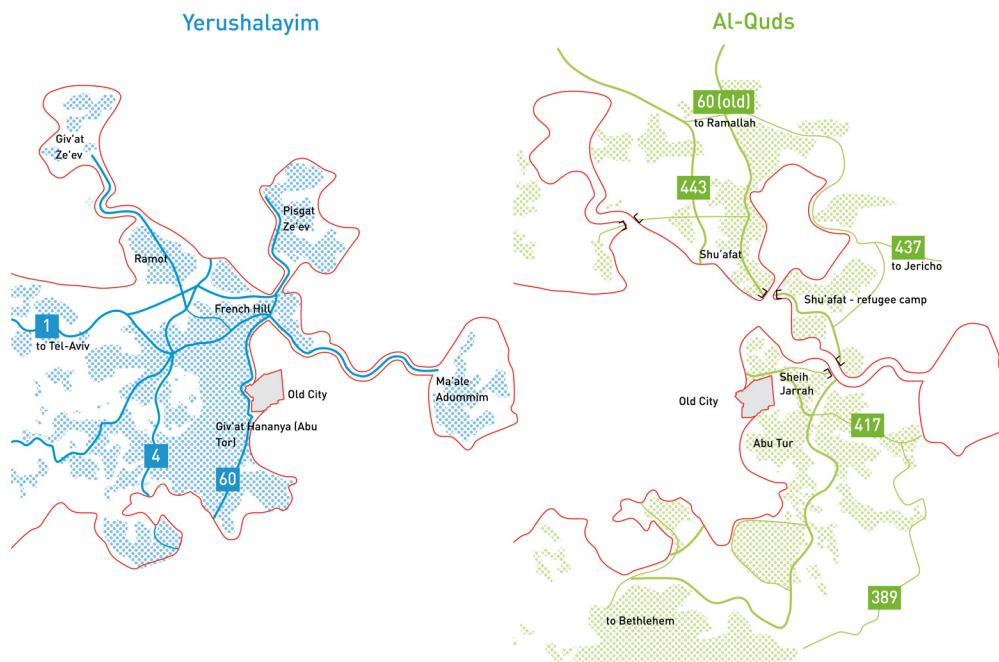 Yerushalayim
Giv'at
Ze'ev
Pisgat
Ze'ev
Ramot
French Hill
1
to Tel-Aviv
Ma'ale
Adummim
Old City
Giv'at Hananya (Abu
Tor)
4
60
Al-Quds
60 (old)
to Ramallah
443
Shu'afat
437
to Jericho
Shu'afat - refugee camp
Sheih
Jarrah
Old City
417
Abu Tur
389
to Bethlehem